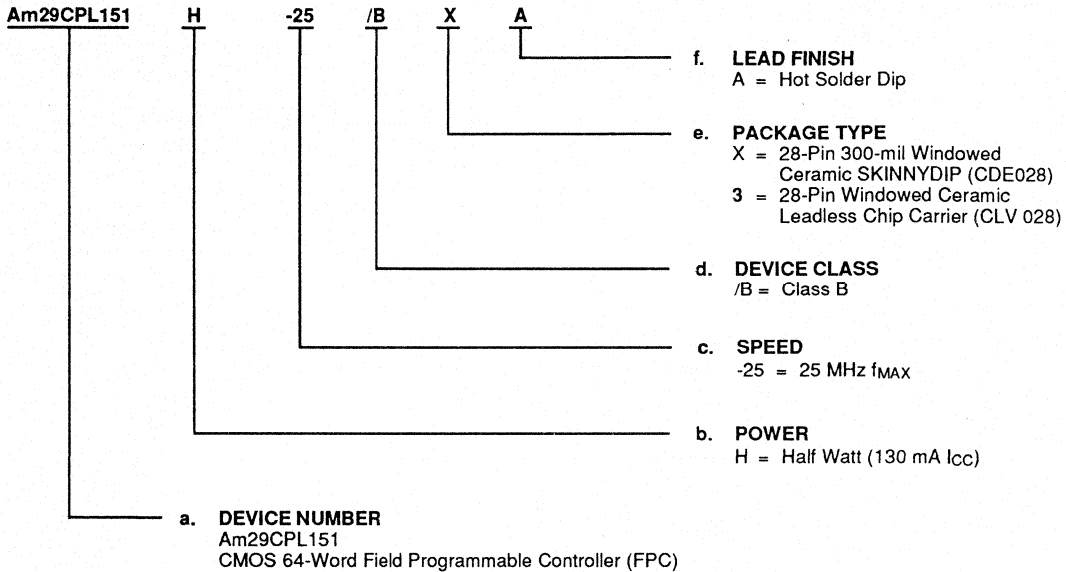 Am29CPL151 H -25 /B X A
f. LEAD FINISH
A = Hot Solder Dip
e. PACKAGE TYPE
X = 28-Pin 300-mil Windowed
Ceramic SKINNYDIP (CDE028)
3 = 28-Pin Windowed Ceramic
Leadless Chip Carrier (CLV 028)
d. DEVICE CLASS
/B = Class B
c. SPEED
-25 = 25 MHz fMAX
b. POWER
H = Half Watt (130 mA ICC)
a. DEVICE NUMBER
Am29CPL151
CMOS 64-Word Field Programmable Controller (FPC)